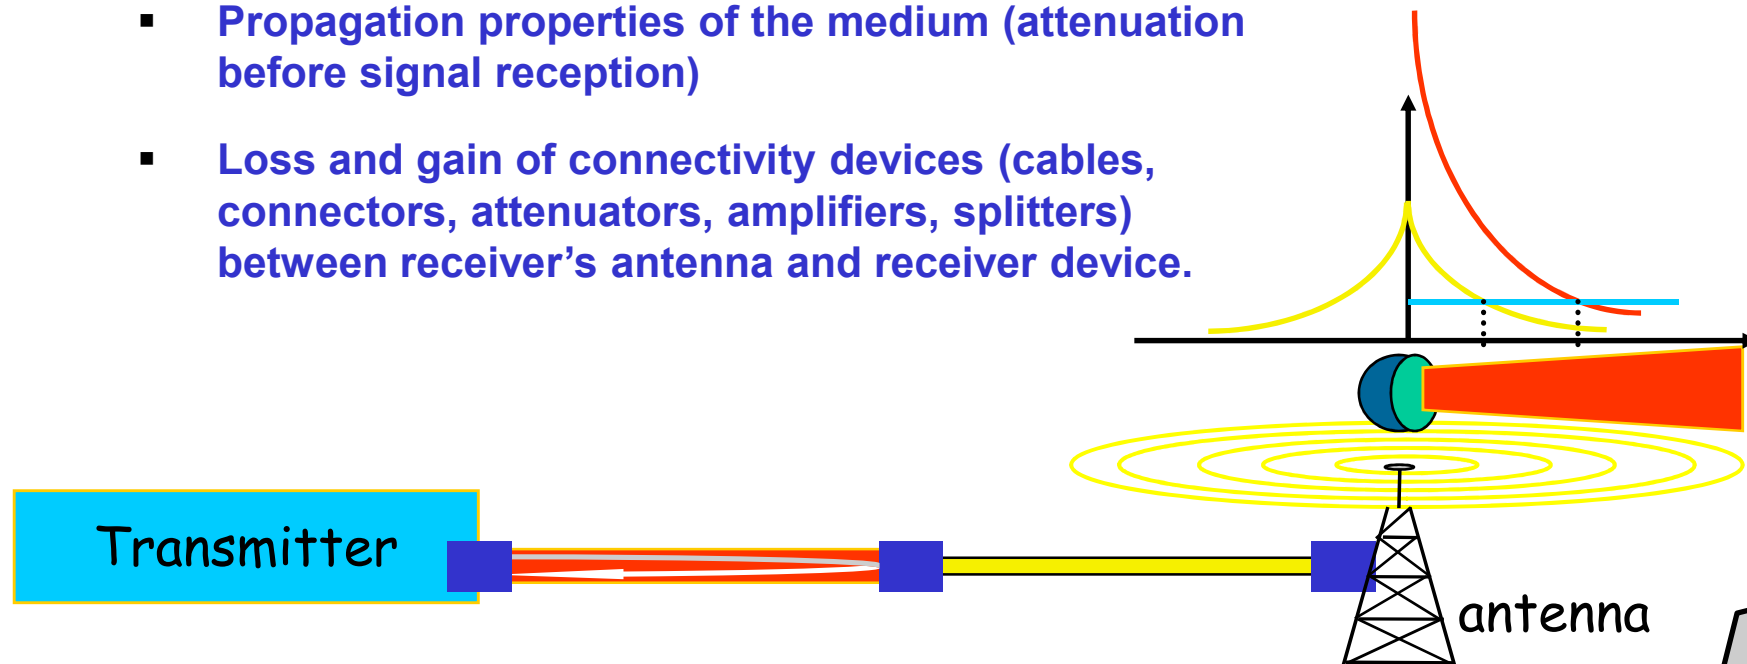 ▪ Propagation properties of the medium (attenuation
before signal reception)
▪ Loss and gain of connectivity devices (cables,
connectors, attenuators, amplifiers, splitters)
between receiver’s antenna and receiver device.
Transmitter
antenna